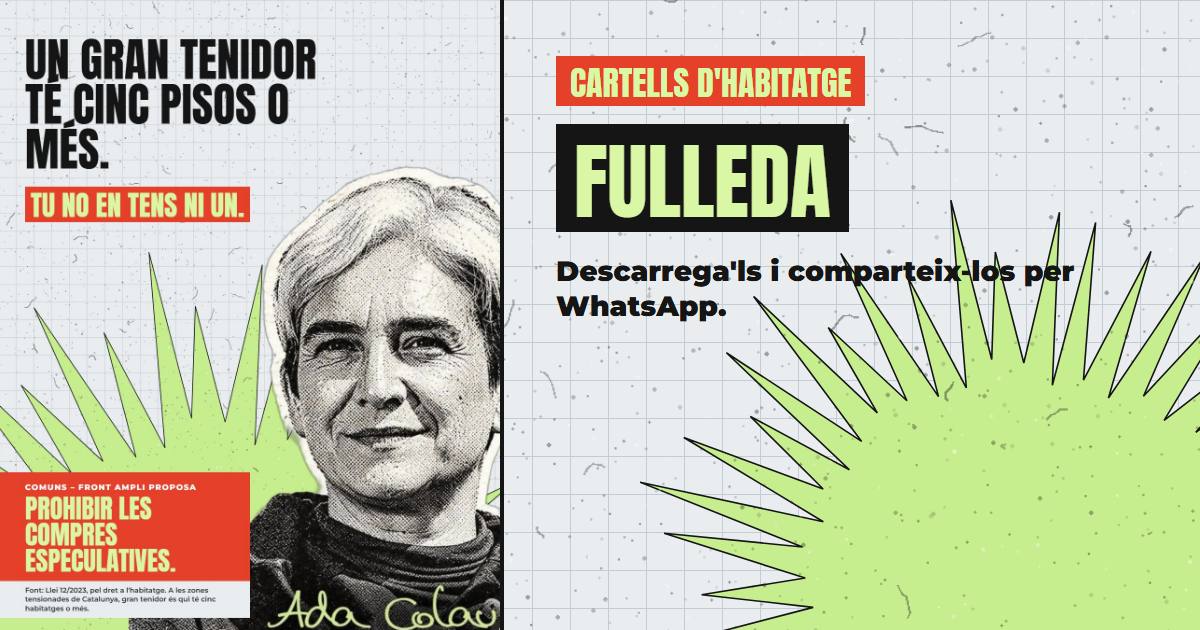 UN GRAN TENIDOR
TÉ CINC PISOS O
MÉS.
TU NO EN TENS NI UN.
COMUNS – FRONT AMPLI PROPOSA
PROHIBIR LES
COMPRES
ESPECULATIVES.
Font: Llei 12/2023, pel dret a l'habitatge. A les zones
tensionades de Catalunya, gran tenidor és qui té cinc
habitatges o més.
Ada Colau
CARTELLS D'HABITATGE
FULLEDA
Descarrega'ls i comparteix-los per
WhatsApp.